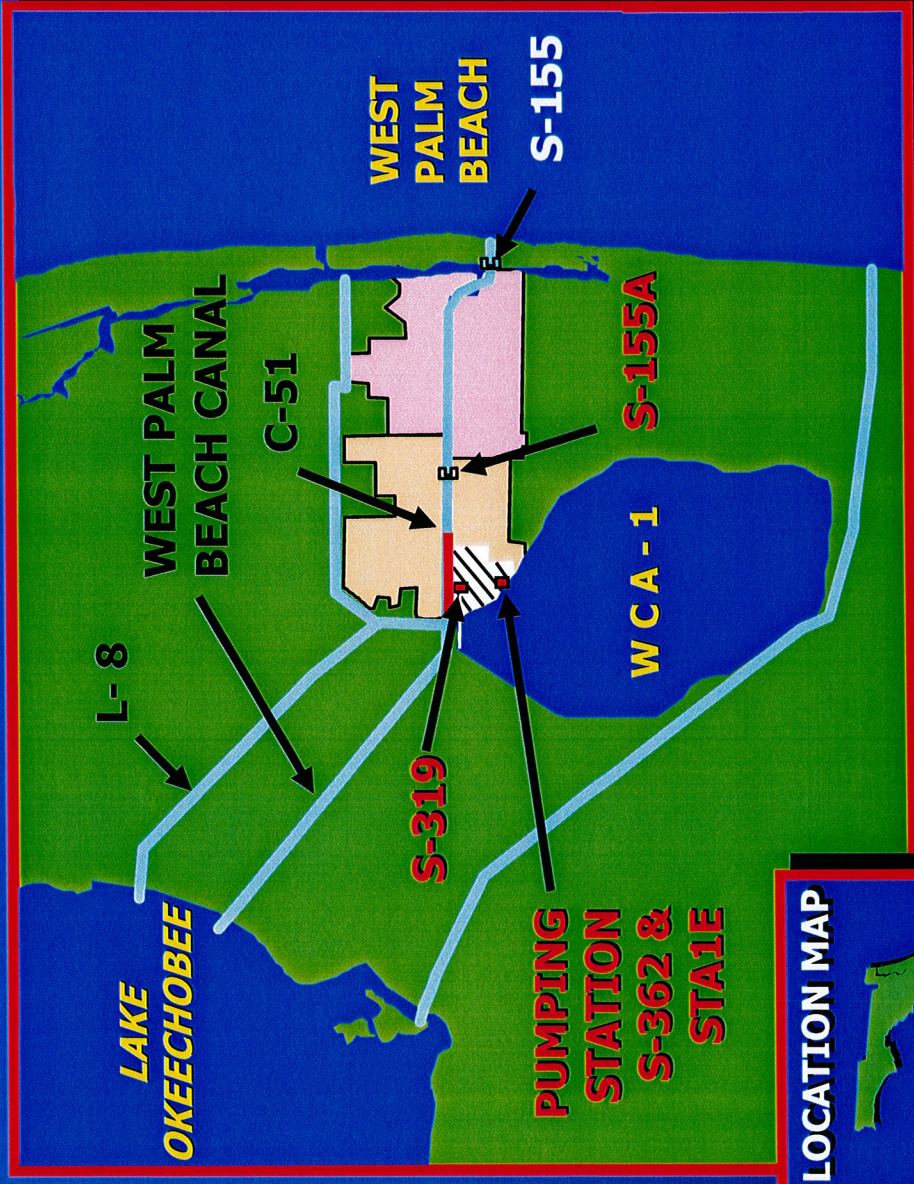 LAKE
OKEECHOBEE
L- 8
WEST PALM
BEACH CANAL
C-51
WEST
PALM
BEACH
S-155
S-155A
S-319
W C A - 1
PUMPING
STATION
S-362 &
STA1E
LOCATION MAP